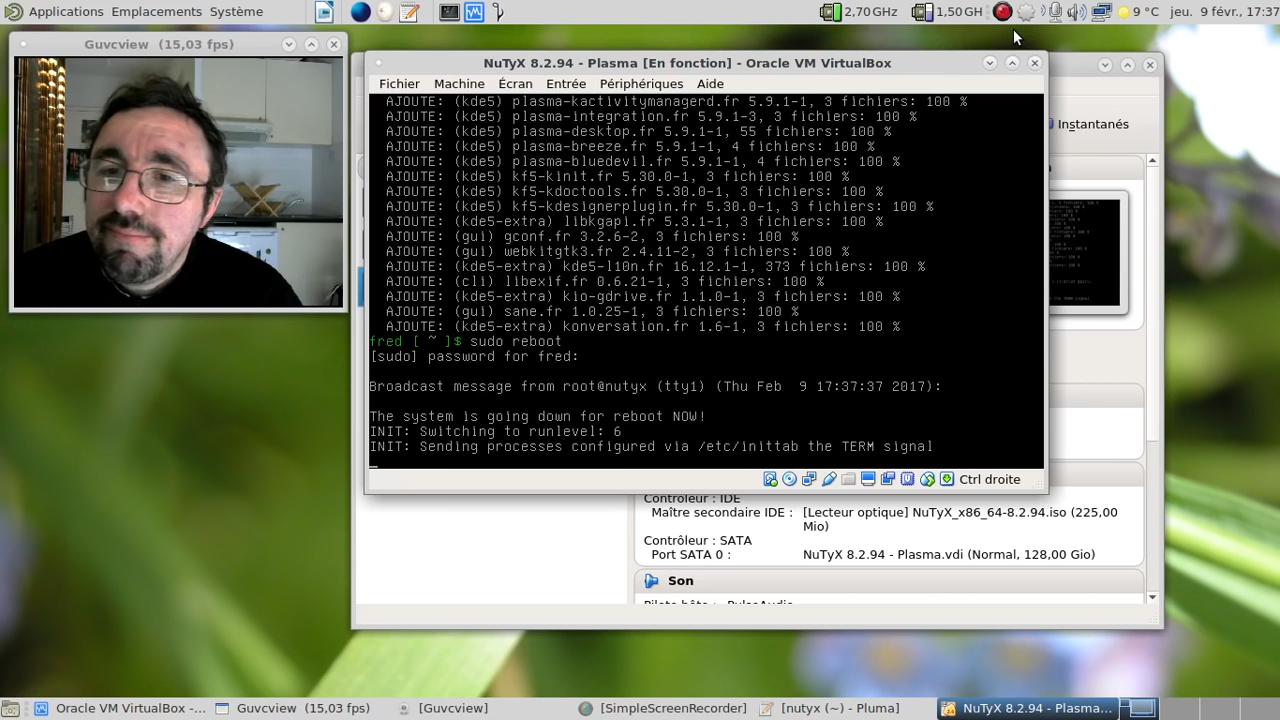 Applications Emplacements Système
2,70 GHz
1,50 GH
9 °C
jeu. 9 févr., 17:37
Guvcview (15,03 fps)
NuTyX 8.2.94 - Plasma [En fonction] - Oracle VM VirtualBox
Fichier Machine Écran Entrée Périphériques Aide
Instantanés
AJOUTE: (kde5) plasma-kactivitymanagerd.fr 5.9.1-1, 3 fichiers: 100 %
AJOUTE: (kde5) plasma-integration.fr 5.9.1-3, 3 fichiers: 100 %
AJOUTE: (kde5) plasma-desktop.fr 5.9.1-1, 55 fichiers: 100 %
AJOUTE: (kde5) plasma-breeze.fr 5.9.1-1, 4 fichiers: 100 %
AJOUTE: (kde5) plasma-bluedevil.fr 5.9.1-1, 4 fichiers: 100 %
AJOUTE: (kde5) kf5-kinit.fr 5.30.0-1, 3 fichiers: 100 %
AJOUTE: (kde5) kf5-kdoctools.fr 5.30.0-1, 3 fichiers: 100 %
AJOUTE: (kde5) kf5-kdesignerplugin.fr 5.30.0-1, 3 fichiers: 100 %
AJOUTE: (kde5-extra) libkgapi.fr 5.3.1-1, 3 fichiers: 100 %
AJOUTE: (gui) gconf.fr 3.2.6-2, 3 fichiers: 100 %
AJOUTE: (gui) webkitgtk3.fr 2.4.11-2, 3 fichiers: 100 %
AJOUTE: (kde5-extra) kde5-l10n.fr 16.12.1-1, 373 fichiers: 100 %
AJOUTE: (cli) libexif.fr 0.6.21-1, 3 fichiers: 100 %
AJOUTE: (kde5-extra) kio-gdrive.fr 1.1.0-1, 3 fichiers: 100 %
AJOUTE: (gui) sane.fr 1.0.25-1, 3 fichiers: 100 %
AJOUTE: (kde5-extra) konversation.fr 1.6-1, 3 fichiers: 100 %
fred [ ~ ]$ sudo reboot
[sudo] password for fred:
Broadcast message from root@nutyx (tty1) (Thu Feb  9 17:37:37 2017):
The system is going down for reboot NOW!
INIT: Switching to runlevel: 6
INIT: Sending processes configured via /etc/inittab the TERM signal
Ctrl droite
Contrôleur : IDE
Maître secondaire IDE : [Lecteur optique] NuTyX_x86_64-8.2.94.iso (225,00
Mio)
Contrôleur : SATA
Port SATA 0 : NuTyX 8.2.94 - Plasma.vdi (Normal, 128,00 Gio)
Son
Oracle VM VirtualBox -...
Guvcview (15,03 fps)
[Guvcview]
[SimpleScreenRecorder]
[nutyx (~) - Pluma]
NuTyX 8.2.94 - Plasma...